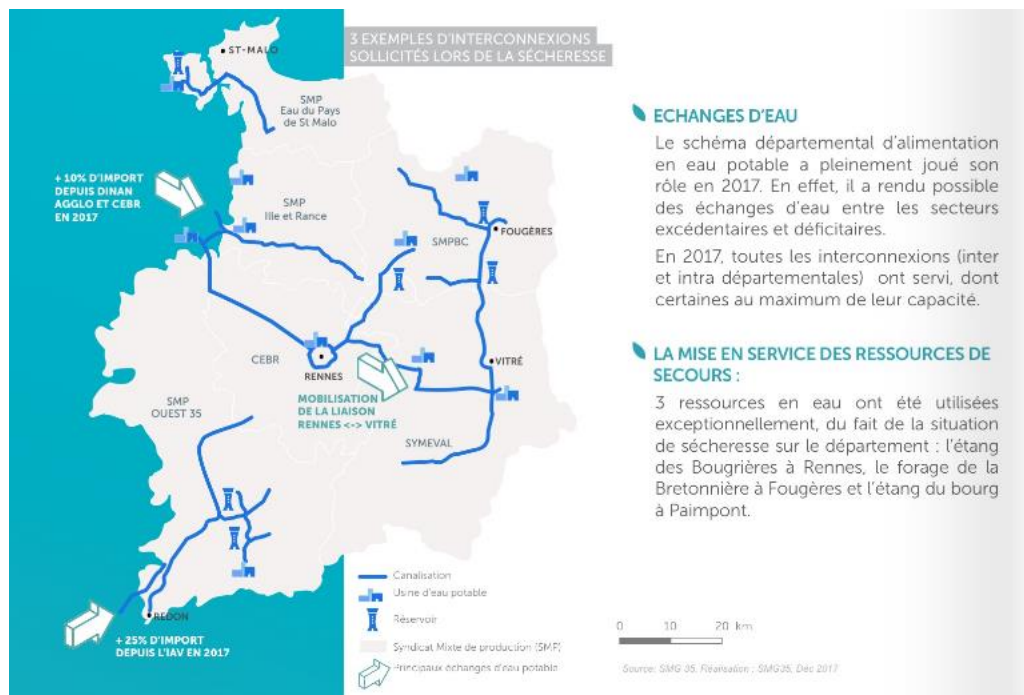 3 EXEMPLES D'INTERCONNEXIONS
SOLLICITÉS LORS DE LA SÉCHERESSE
ST-MALO
SMP
Eau du Pays
de St Malo
+ 10% D'IMPORT
DEPUIS DINAN
AGGLO ET CEBR
EN 2017
SMP
Ille et Rance
SMPBC
FOUGÈRES
CEBR
RENNES
VITRÉ
MOBILISATION
DE LA LIAISON
RENNES <-> VITRÉ
SMP
OUEST 35
SYMEVAL
REDON
+ 25% D'IMPORT
DEPUIS L'IAV EN 2017
Canalisation
Usine d'eau potable
Réservoir
Syndicat Mixte de production (SMP)
Principaux échanges d'eau potable
ECHANGES D'EAU
Le schéma départemental d'alimentation
en eau potable a pleinement joué son
rôle en 2017. En effet, il a rendu possible
des échanges d'eau entre les secteurs
excédentaires et déficitaires.
En 2017, toutes les interconnexions (inter
et intra départementales) ont servi, dont
certaines au maximum de leur capacité.
LA MISE EN SERVICE DES RESSOURCES DE
SECOURS :
3 ressources en eau ont été utilisées
exceptionnellement, du fait de la situation
de sécheresse sur le département : l'étang
des Bougrières à Rennes, le forage de la
Bretonnière à Fougères et l'étang du bourg
à Paimpont.
0 10 20 km
Source: SMG 35, Réalisation : SMG35, Déc 2017